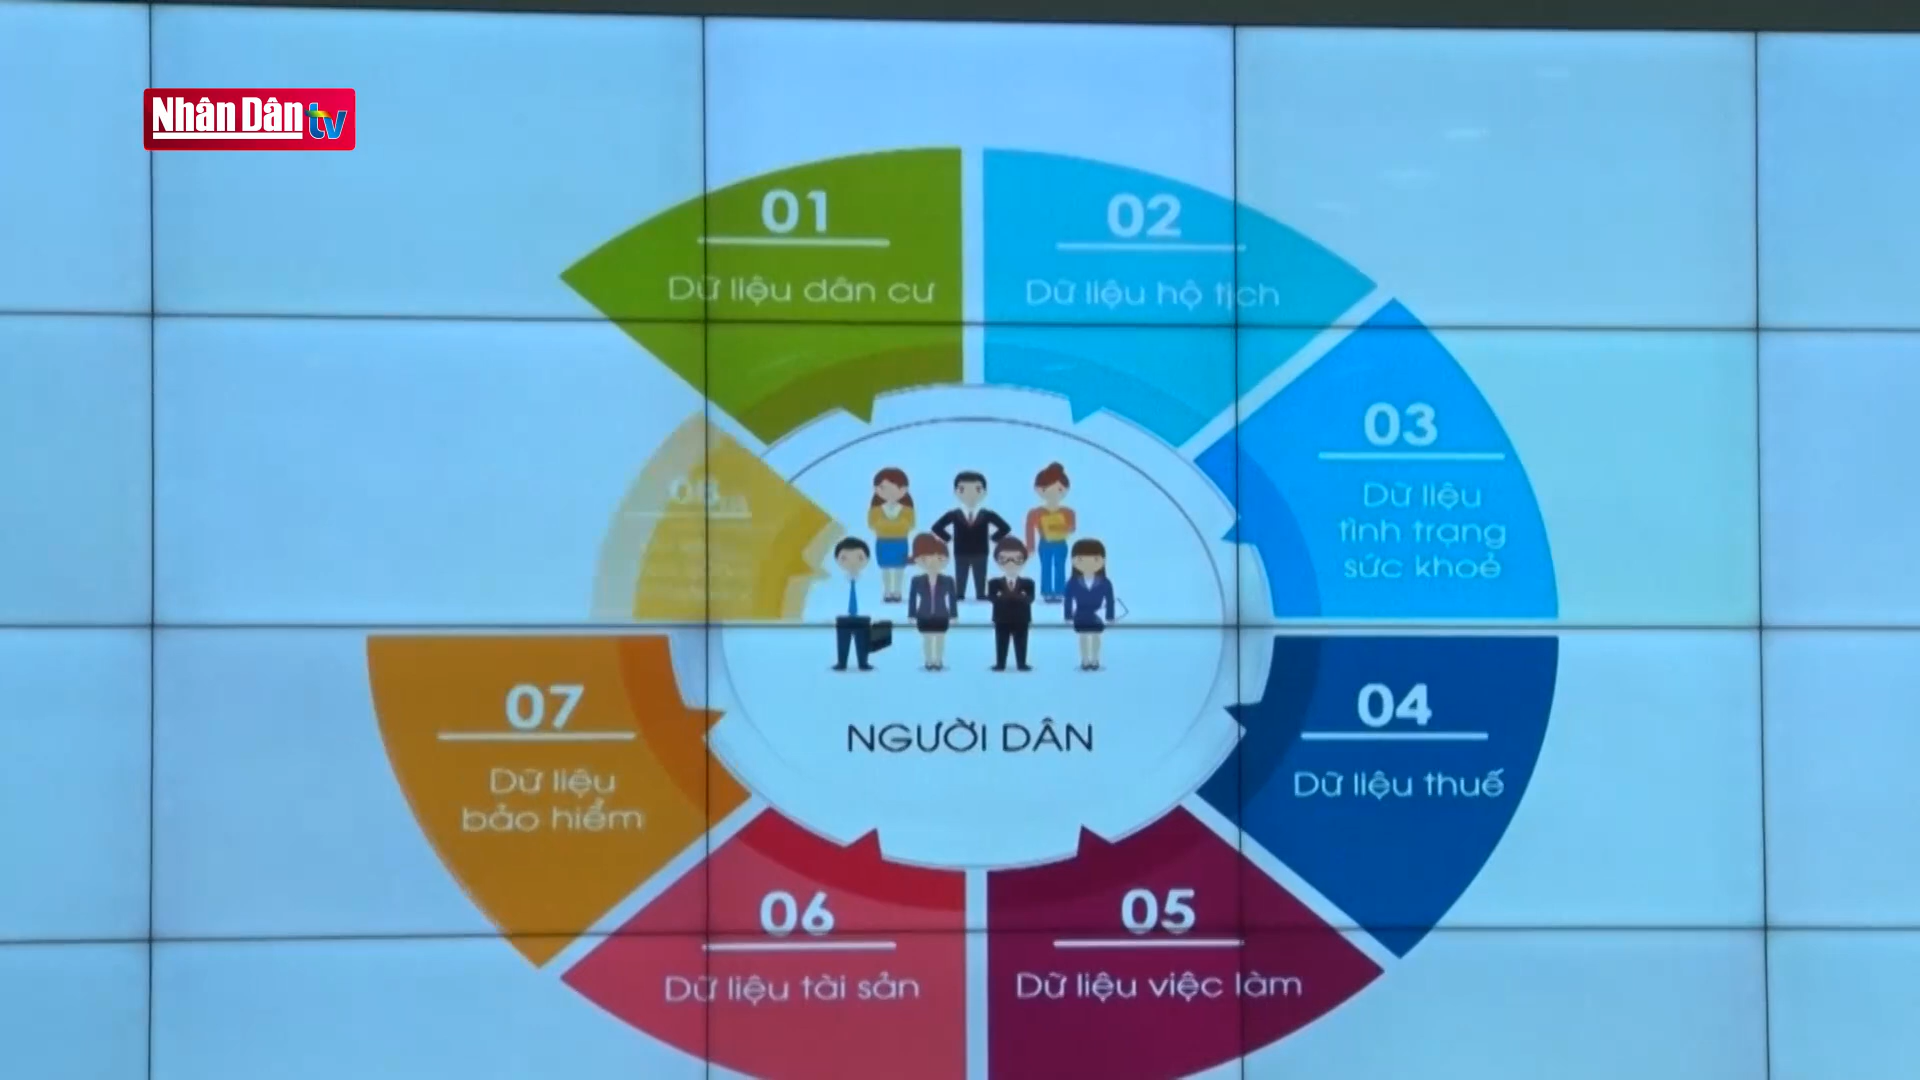 Nhân Dân tv
01
Dữ liệu dân cư
02
Dữ liệu hộ tịch
03
Dữ liệu
tình trạng
sức khoẻ
04
Dữ liệu thuế
05
Dữ liệu việc làm
06
Dữ liệu tài sản
07
Dữ liệu
bảo hiểm
08
NGƯỜI DÂN